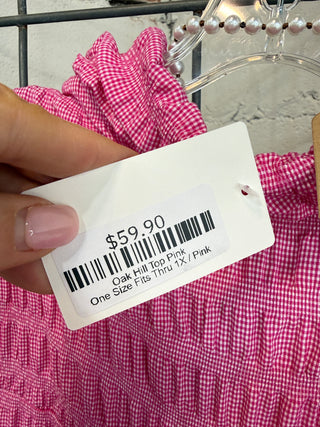 $59.90
Oak Hill Top Pink
One Size Fits Thru 1X / Pink